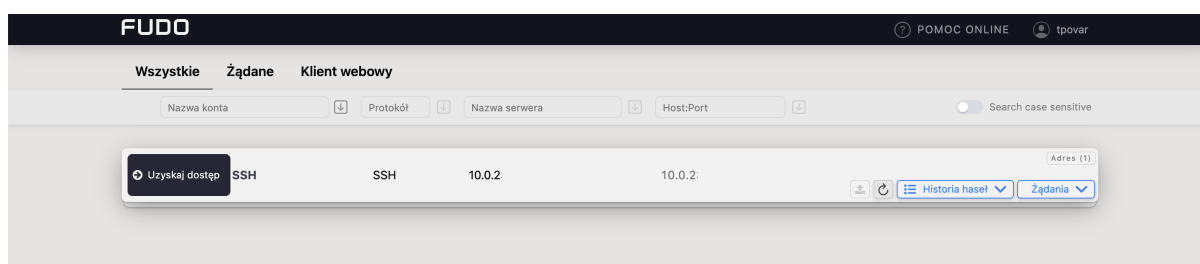 FUDO
POMOC ONLINE tpovar
Wszystkie Żądane Klient webowy
Nazwa konta Protokół Nazwa serwera Host:Port Search case sensitive
Adres (1)
Uzyskaj dostęp SSH SSH 10.0.2: 10.0.2:
Historia haseł Żądania